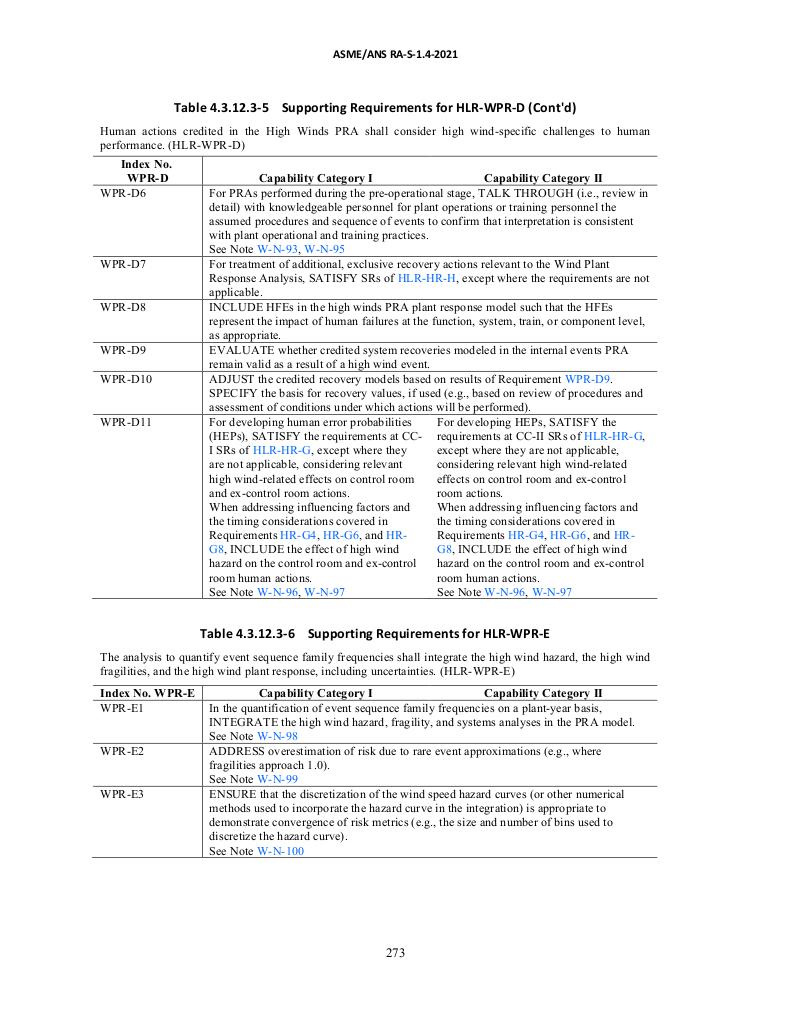 ASME/ANS RA-S-1.4-2021
Table 4.3.12.3-5 Supporting Requirements for HLR-WPR-D (Cont'd)
Human actions credited in the High Winds PRA shall consider high wind-specific challenges to human
performance. (HLR-WPR-D)
Index No.
WPR-D Capability Category I Capability Category II
WPR-D6 For PRAs performed during the pre-operational stage, TALK THROUGH (i.e., review in
detail) with knowledgeable personnel for plant operations or training personnel the
assumed procedures and sequence of events to confirm that interpretation is consistent
with plant operational and training practices.
See Note W-N-93, W-N-95
WPR-D7 For treatment of additional, exclusive recovery actions relevant to the Wind Plant
Response Analysis, SATISFY SRs of HLR-HR-H, except where the requirements are not
applicable.
WPR-D8 INCLUDE HFEs in the high winds PRA plant response model such that the HFEs
represent the impact of human failures at the function, system, train, or component level,
as appropriate.
WPR-D9 EVALUATE whether credited system recoveries modeled in the internal events PRA
remain valid as a result of a high wind event.
WPR-D10 ADJUST the credited recovery models based on results of Requirement WPR-D9.
SPECIFY the basis for recovery values, if used (e.g., based on review of procedures and
assessment of conditions under which actions will be performed).
WPR-D11 For developing human error probabilities
(HEPs), SATISFY the requirements at CC-
I SRs of HLR-HR-G, except where they
are not applicable, considering relevant
high wind-related effects on control room
and ex-control room actions.
When addressing influencing factors and
the timing considerations covered in
Requirements HR-G4, HR-G6, and HR-
G8, INCLUDE the effect of high wind
hazard on the control room and ex-control
room human actions.
See Note W-N-96, W-N-97
For developing HEPs, SATISFY the
requirements at CC-II SRs of HLR-HR-G,
except where they are not applicable,
considering relevant high wind-related
effects on control room and ex-control
room actions.
When addressing influencing factors and
the timing considerations covered in
Requirements HR-G4, HR-G6, and HR-
G8, INCLUDE the effect of high wind
hazard on the control room and ex-control
room human actions.
See Note W-N-96, W-N-97
Table 4.3.12.3-6 Supporting Requirements for HLR-WPR-E
The analysis to quantify event sequence family frequencies shall integrate the high wind hazard, the high wind
fragilities, and the high wind plant response, including uncertainties. (HLR-WPR-E)
Index No. WPR-E Capability Category I Capability Category II
WPR-E1 In the quantification of event sequence family frequencies on a plant-year basis,
INTEGRATE the high wind hazard, fragility, and systems analyses in the PRA model.
See Note W-N-98
WPR-E2 ADDRESS overestimation of risk due to rare event approximations (e.g., where
fragilities approach 1.0).
See Note W-N-99
WPR-E3 ENSURE that the discretization of the wind speed hazard curves (or other numerical
methods used to incorporate the hazard curve in the integration) is appropriate to
demonstrate convergence of risk metrics (e.g., the size and number of bins used to
discretize the hazard curve).
See Note W-N-100
273